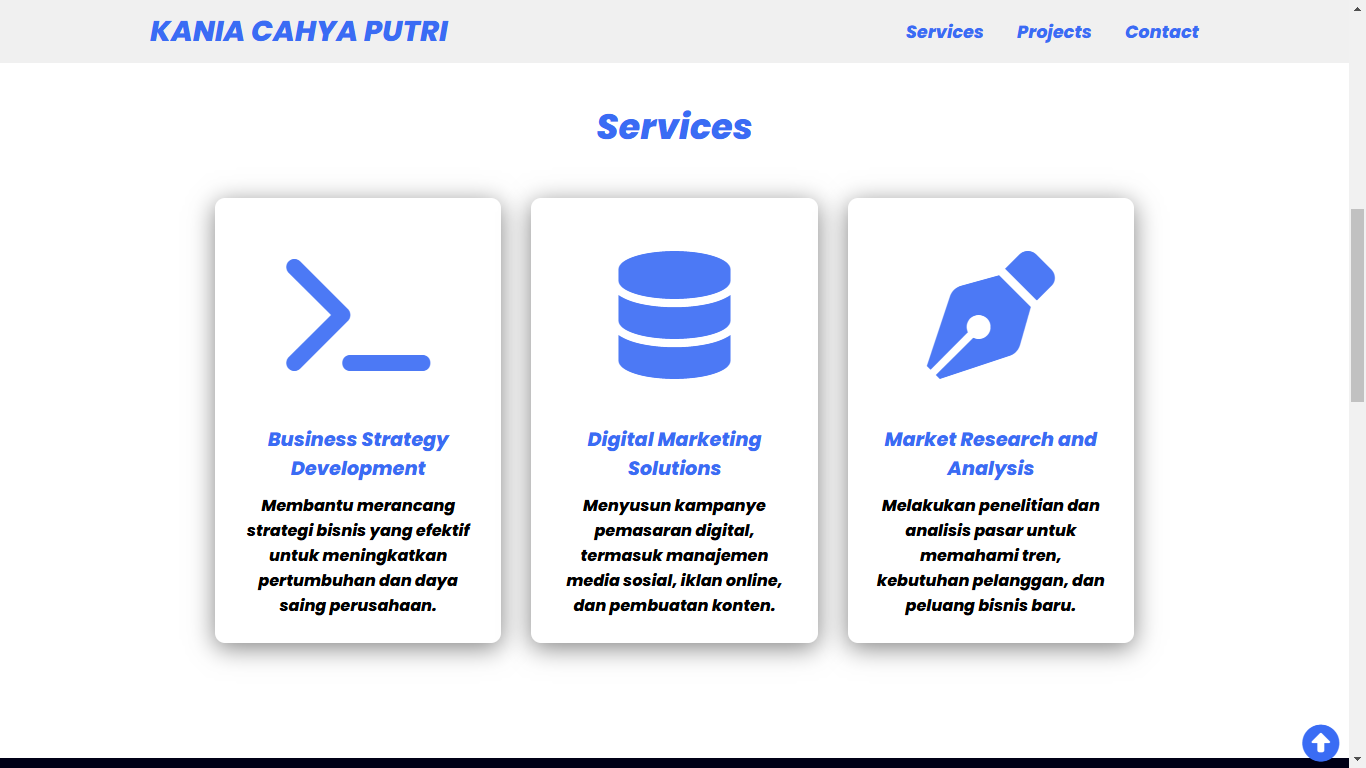 KANIA CAHYA PUTRI
Services Projects Contact
Services
Business Strategy
Development
Membantu merancang
strategi bisnis yang efektif
untuk meningkatkan
pertumbuhan dan daya
saing perusahaan.
Digital Marketing
Solutions
Menyusun kampanye
pemasaran digital,
termasuk manajemen
media sosial, iklan online,
dan pembuatan konten.
Market Research and
Analysis
Melakukan penelitian dan
analisis pasar untuk
memahami tren,
kebutuhan pelanggan, dan
peluang bisnis baru.